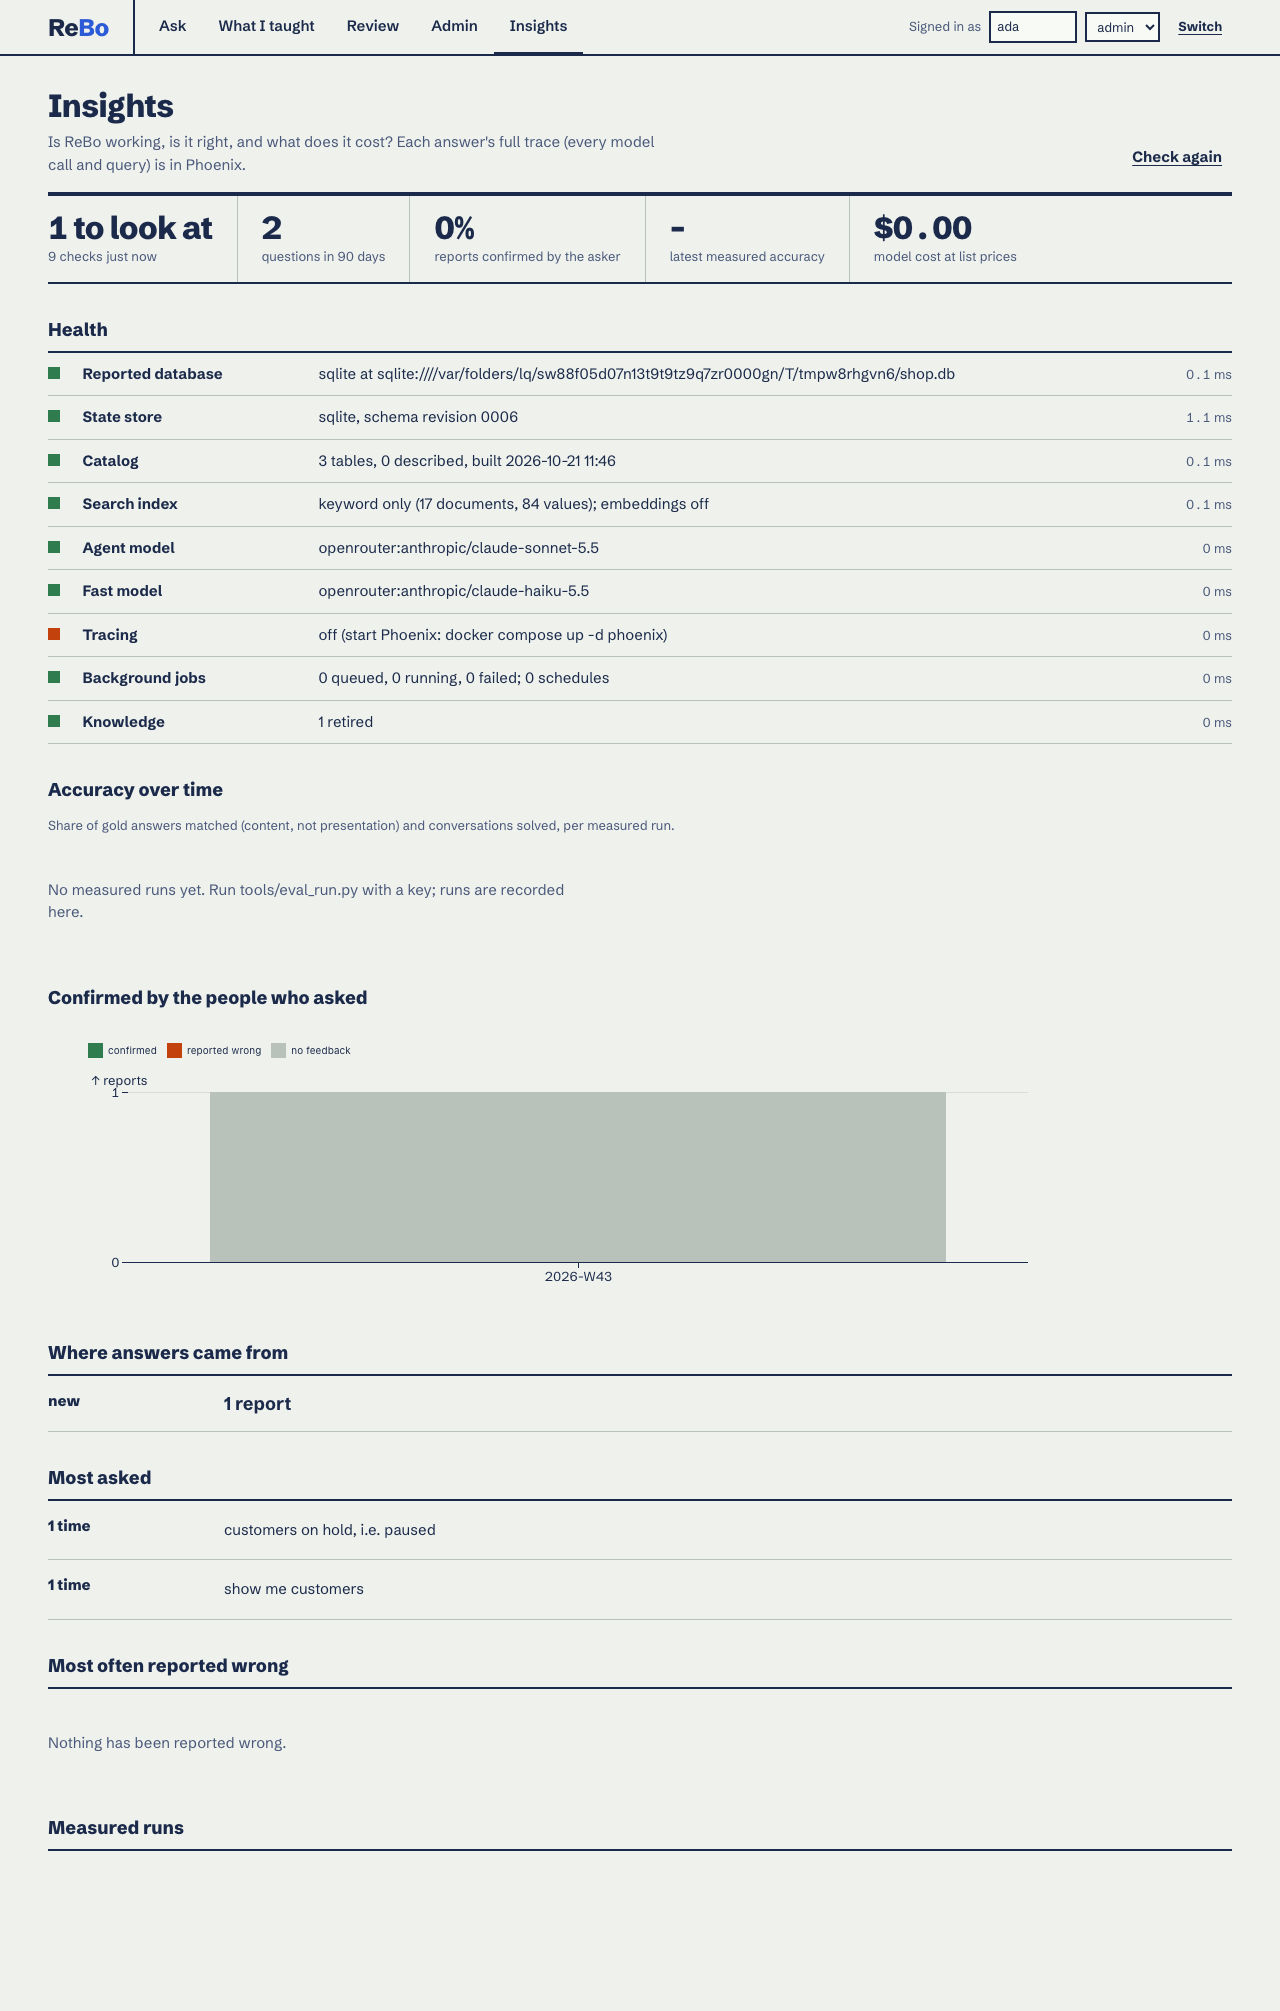 ReBo Ask What I taught Review Admin Insights Signed in as ada admin Switch
Insights
Is ReBo working, is it right, and what does it cost? Each answer's full trace (every model
call and query) is in Phoenix.
Check again
1 to look at 2 0% - $0.00
9 checks just now questions in 90 days reports confirmed by the asker latest measured accuracy model cost at list prices
Health
Reported database sqlite at sqlite:////var/folders/lq/sw88f05d07n13t9t9tz9q7zr0000gn/T/tmpw8rhgvn6/shop.db 0.1 ms
State store sqlite, schema revision 0006 1.1 ms
Catalog 3 tables, 0 described, built 2026-10-21 11:46 0.1 ms
Search index keyword only (17 documents, 84 values); embeddings off 0.1 ms
Agent model openrouter:anthropic/claude-sonnet-5.5 0 ms
Fast model openrouter:anthropic/claude-haiku-5.5 0 ms
Tracing off (start Phoenix: docker compose up -d phoenix) 0 ms
Background jobs 0 queued, 0 running, 0 failed; 0 schedules 0 ms
Knowledge 1 retired 0 ms
Accuracy over time
Share of gold answers matched (content, not presentation) and conversations solved, per measured run.
No measured runs yet. Run tools/eval_run.py with a key; runs are recorded
here.
Confirmed by the people who asked
confirmed reported wrong no feedback
↑ reports
1
0
2026-W43
Where answers came from
new 1 report
Most asked
1 time customers on hold, i.e. paused
1 time show me customers
Most often reported wrong
Nothing has been reported wrong.
Measured runs